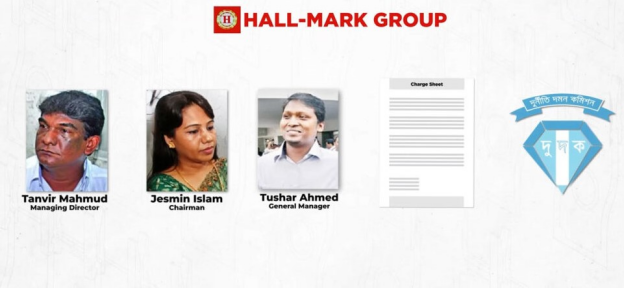 HALL-MARK GROUP
Tanvir Mahmud
Managing Director
Jesmin Islam
Chairman
Tushar Ahmed
General Manager
Charge Sheet
দুর্নীতি দমন কমিশন
দুদক